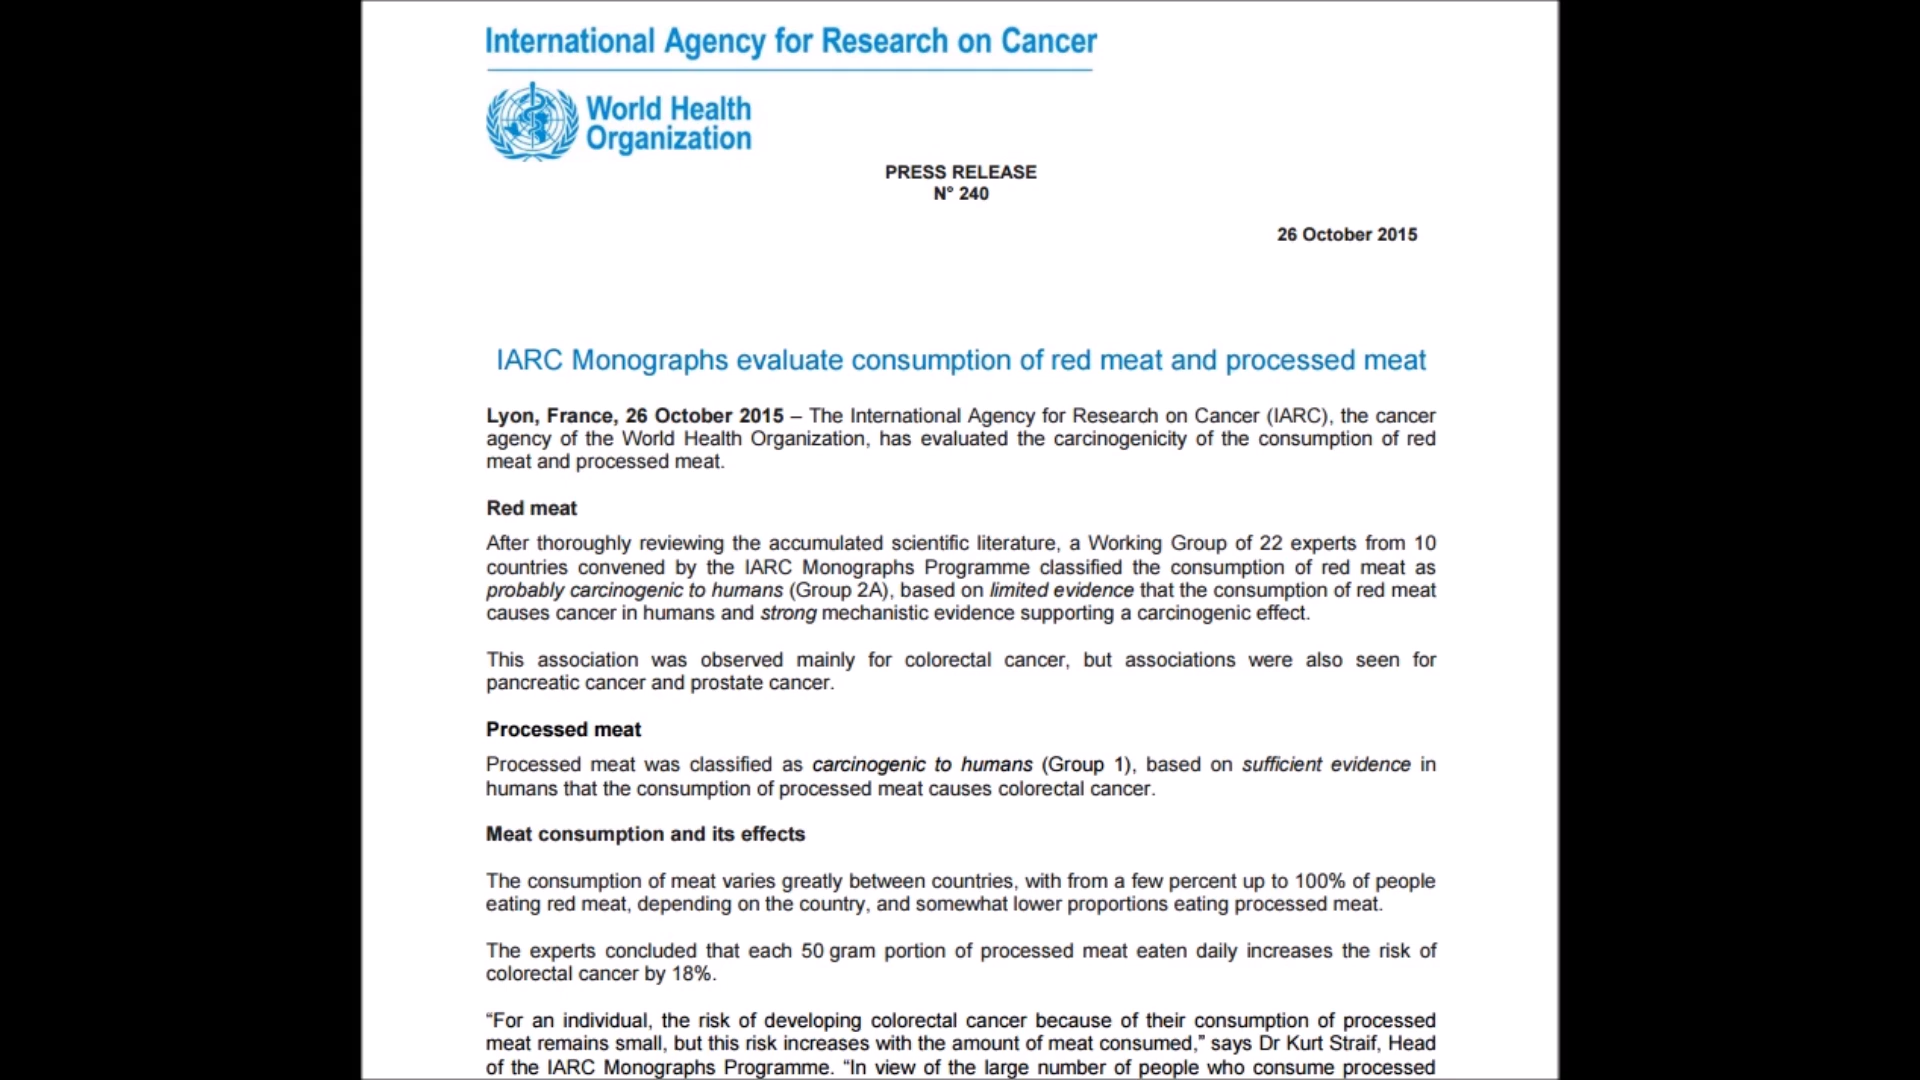 International Agency for Research on Cancer
World Health
Organization
PRESS RELEASE
N° 240
26 October 2015
IARC Monographs evaluate consumption of red meat and processed meat
Lyon, France, 26 October 2015 – The International Agency for Research on Cancer (IARC), the cancer
agency of the World Health Organization, has evaluated the carcinogenicity of the consumption of red
meat and processed meat.
Red meat
After thoroughly reviewing the accumulated scientific literature, a Working Group of 22 experts from 10
countries convened by the IARC Monographs Programme classified the consumption of red meat as
probably carcinogenic to humans (Group 2A), based on limited evidence that the consumption of red meat
causes cancer in humans and strong mechanistic evidence supporting a carcinogenic effect.
This association was observed mainly for colorectal cancer, but associations were also seen for
pancreatic cancer and prostate cancer.
Processed meat
Processed meat was classified as carcinogenic to humans (Group 1), based on sufficient evidence in
humans that the consumption of processed meat causes colorectal cancer.
Meat consumption and its effects
The consumption of meat varies greatly between countries, with from a few percent up to 100% of people
eating red meat, depending on the country, and somewhat lower proportions eating processed meat.
The experts concluded that each 50 gram portion of processed meat eaten daily increases the risk of
colorectal cancer by 18%.
“For an individual, the risk of developing colorectal cancer because of their consumption of processed
meat remains small, but this risk increases with the amount of meat consumed,” says Dr Kurt Straif, Head
of the IARC Monographs Programme. “In view of the large number of people who consume processed